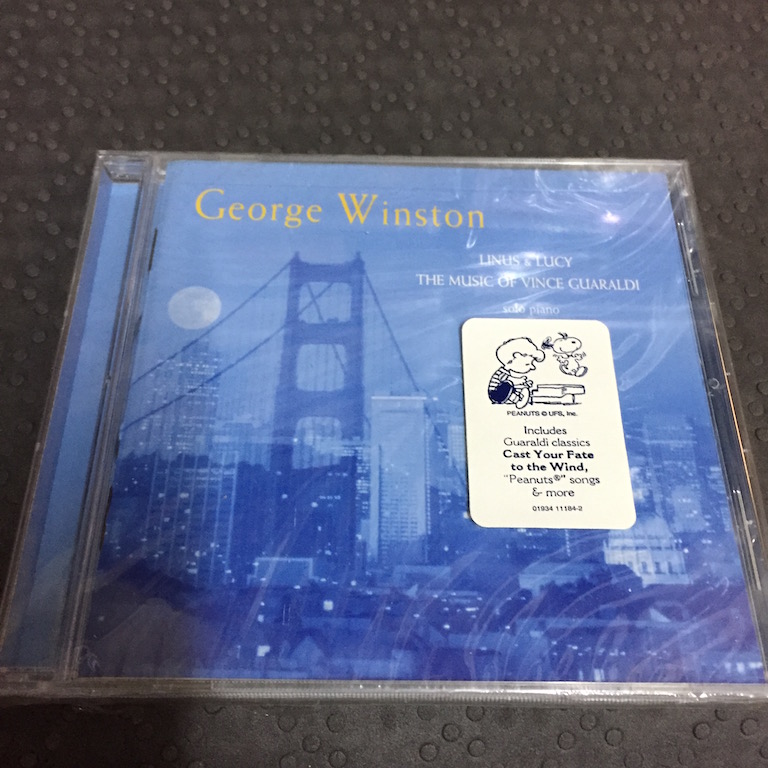 George Winston
LINUS & LUCY
THE MUSIC OF VINCE GUARALDI
solo piano
PEANUTS © UFS, Inc.
Includes
Guaraldi classics
Cast Your Fate
to the Wind,
"Peanuts®" songs
& more
01934 11184-2